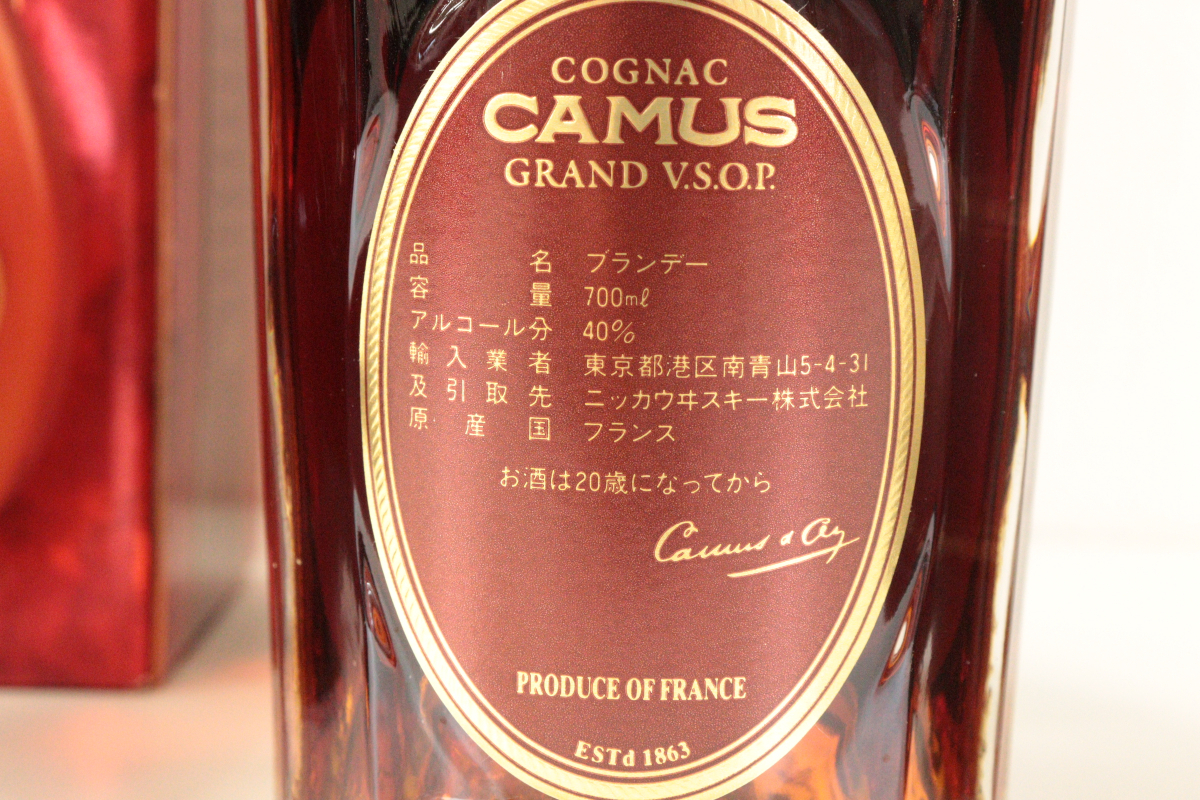 COGNAC
CAMUS
GRAND V.S.O.P.
品名 ブランデー
容量 700mℓ
アルコール分 40%
輸入業者 東京都港区南青山5-4-31
及引取先 ニッカウヰスキー株式会社
原産国 フランス
お酒は20歳になってから
Camus & Cie
PRODUCE OF FRANCE
ESTd 1863